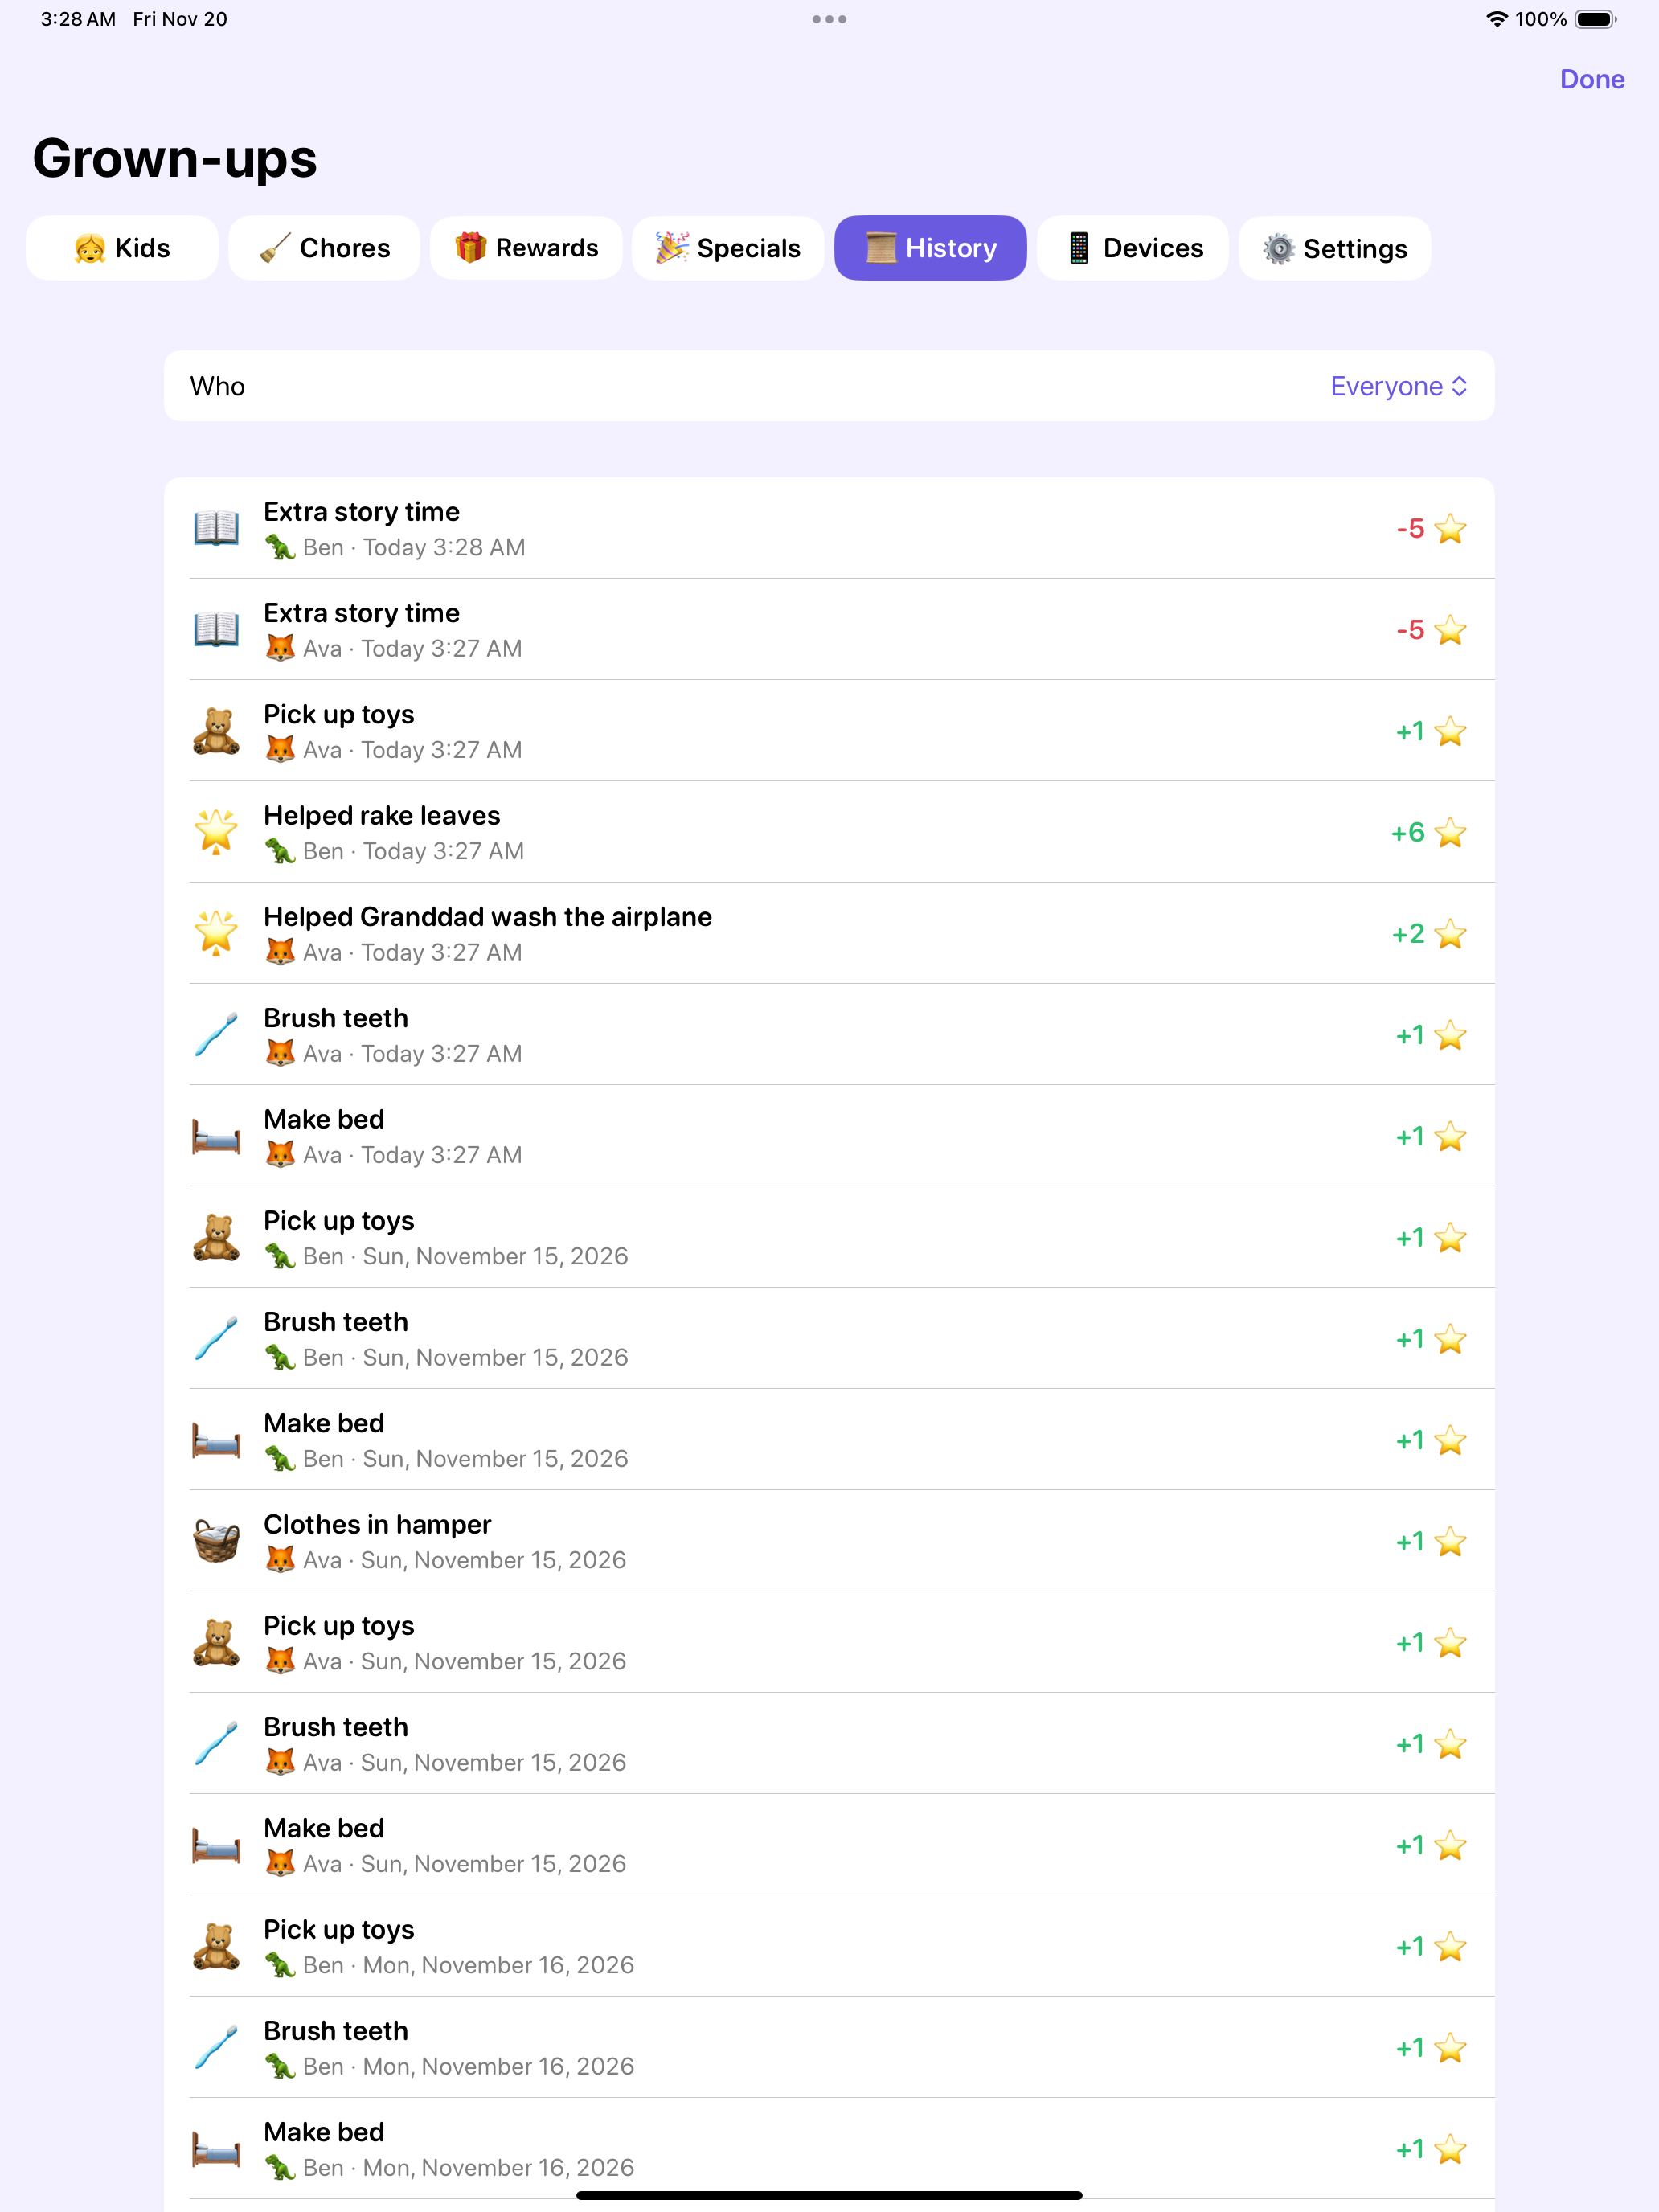 3:28 AM Fri Nov 20
100%
Done
Grown-ups
Kids
Chores
Rewards
Specials
History
Devices
Settings
Who
Everyone
Extra story time
-5
Ben · Today 3:28 AM
Extra story time
-5
Ava · Today 3:27 AM
Pick up toys
+1
Ava · Today 3:27 AM
Helped rake leaves
+6
Ben · Today 3:27 AM
Helped Granddad wash the airplane
+2
Ava · Today 3:27 AM
Brush teeth
+1
Ava · Today 3:27 AM
Make bed
+1
Ava · Today 3:27 AM
Pick up toys
+1
Ben · Sun, November 15, 2026
Brush teeth
+1
Ben · Sun, November 15, 2026
Make bed
+1
Ben · Sun, November 15, 2026
Clothes in hamper
+1
Ava · Sun, November 15, 2026
Pick up toys
+1
Ava · Sun, November 15, 2026
Brush teeth
+1
Ava · Sun, November 15, 2026
Make bed
+1
Ava · Sun, November 15, 2026
Pick up toys
+1
Ben · Mon, November 16, 2026
Brush teeth
+1
Ben · Mon, November 16, 2026
Make bed
+1
Ben · Mon, November 16, 2026